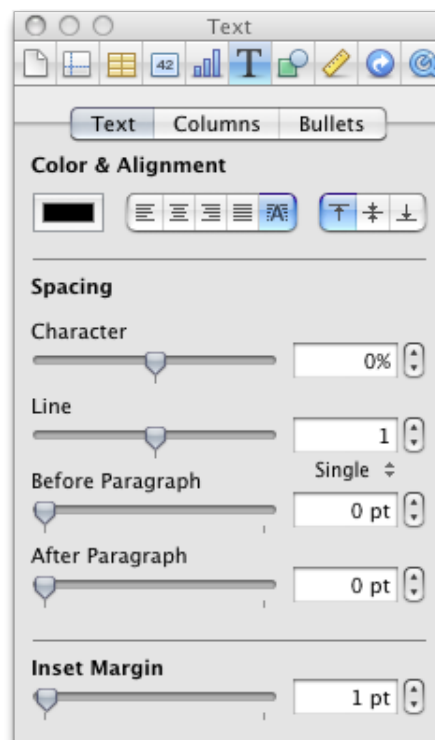 Text
42
T
Text Columns Bullets
Color & Alignment
A
Spacing
Character
0%
Line
1
Single
Before Paragraph
0 pt
After Paragraph
0 pt
Inset Margin
1 pt